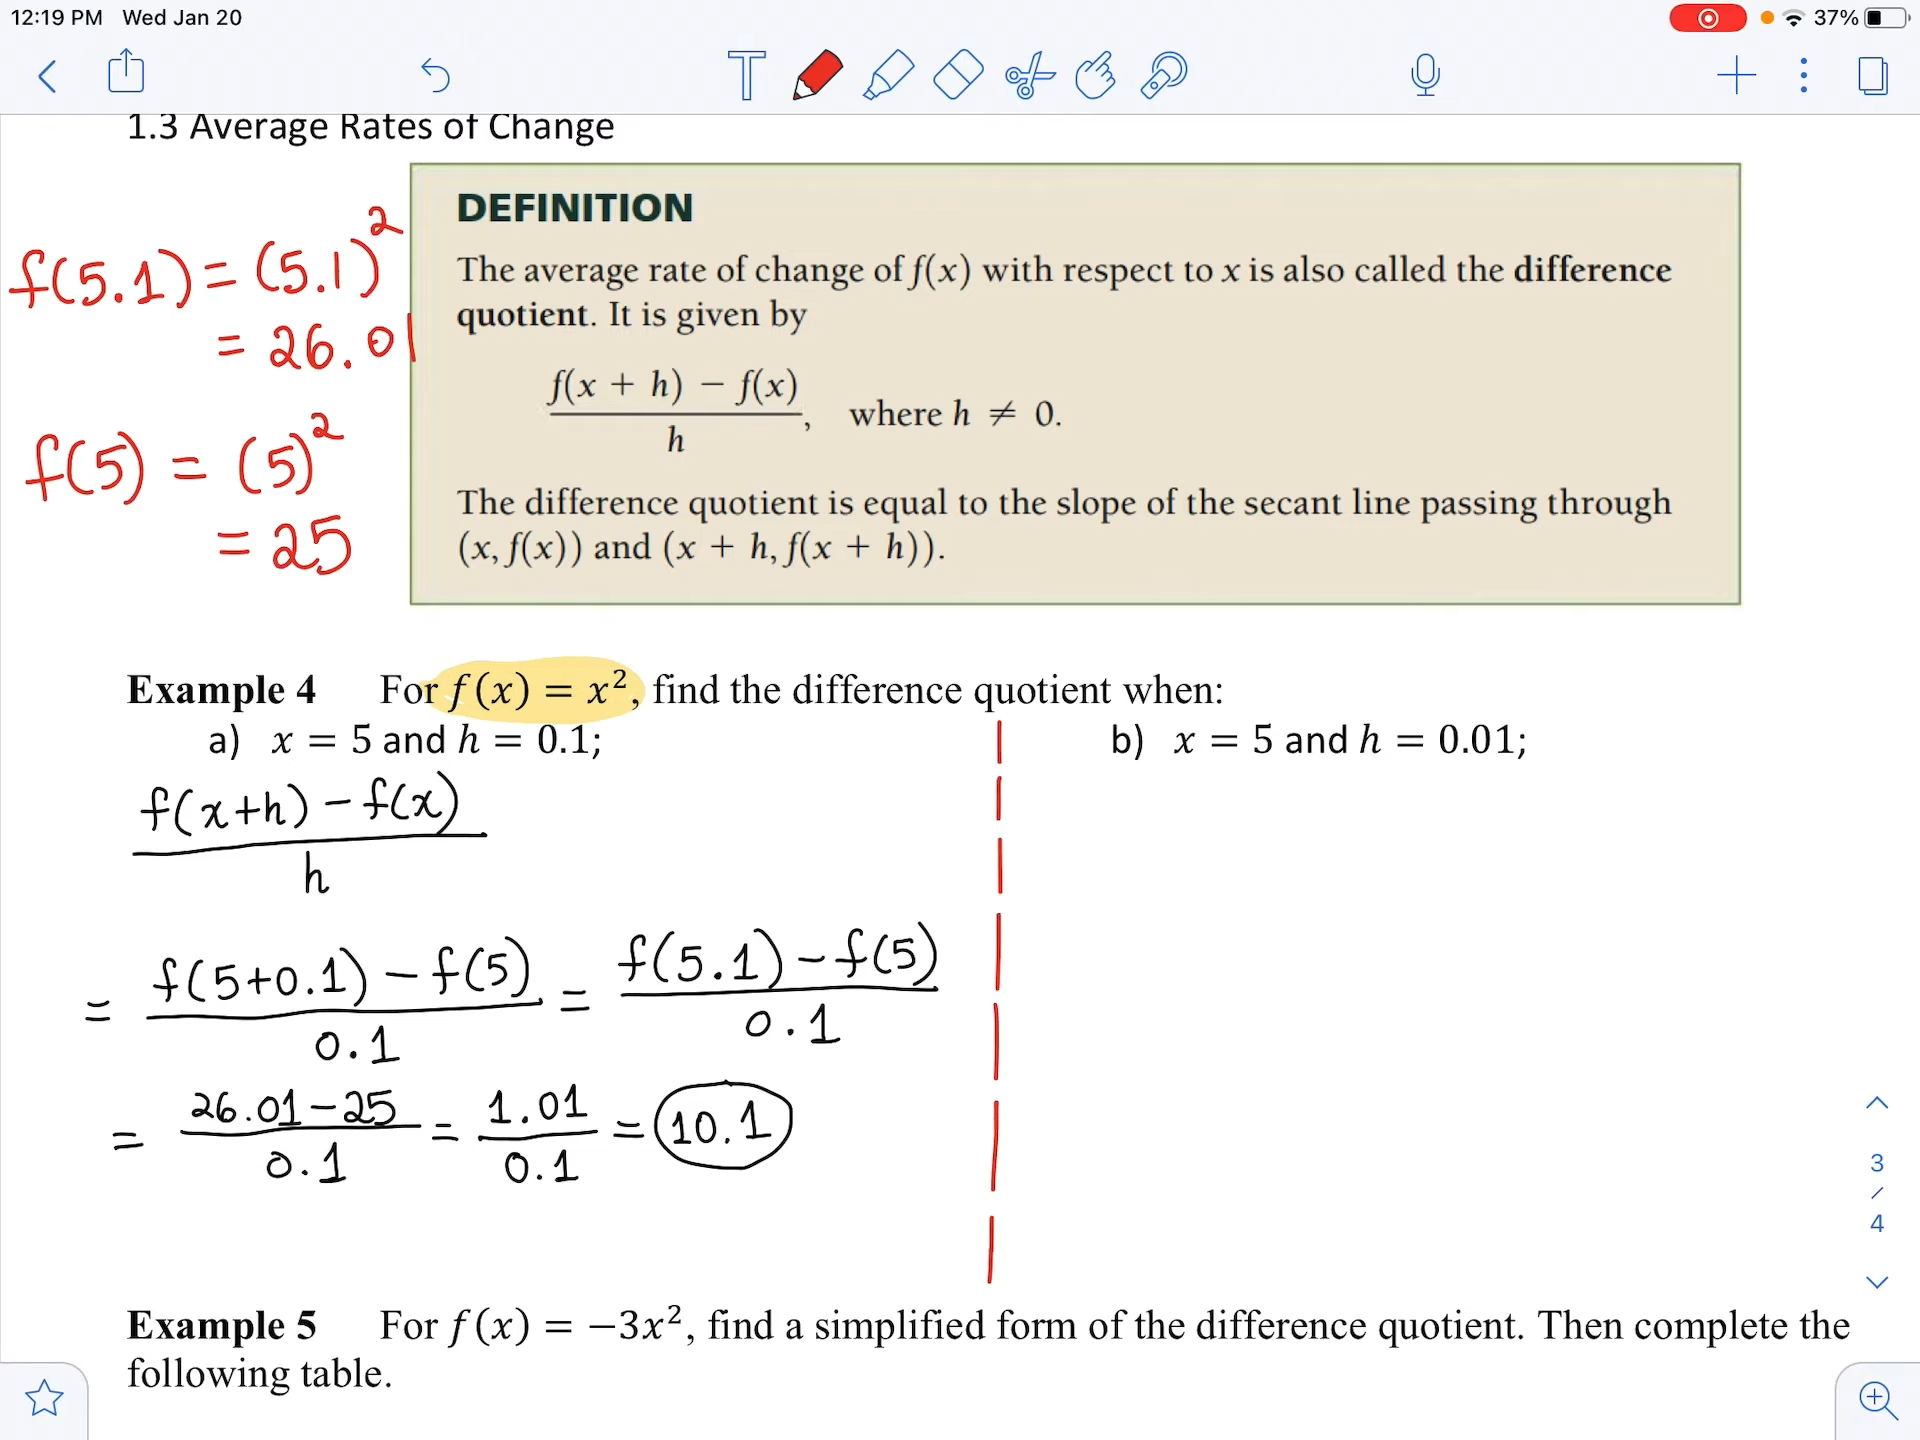 12:19 PM Wed Jan 20
37%
1.3 Average Rates of Change
f(5.1) = (5.1)²
= 26.01
f(5) = (5)²
= 25
DEFINITION
The average rate of change of f(x) with respect to x is also called the difference
quotient. It is given by
f(x + h) − f(x)
h
, where h ≠ 0.
The difference quotient is equal to the slope of the secant line passing through
(x, f(x)) and (x + h, f(x + h)).
Example 4 For f(x) = x², find the difference quotient when:
a) x = 5 and h = 0.1;
f(x+h) − f(x)
h
= f(5+0.1) − f(5) = f(5.1) − f(5)
0.1 0.1
= 26.01 − 25 = 1.01 = 10.1
0.1 0.1
b) x = 5 and h = 0.01;
3
/
4
Example 5 For f(x) = −3x², find a simplified form of the difference quotient. Then complete the
following table.